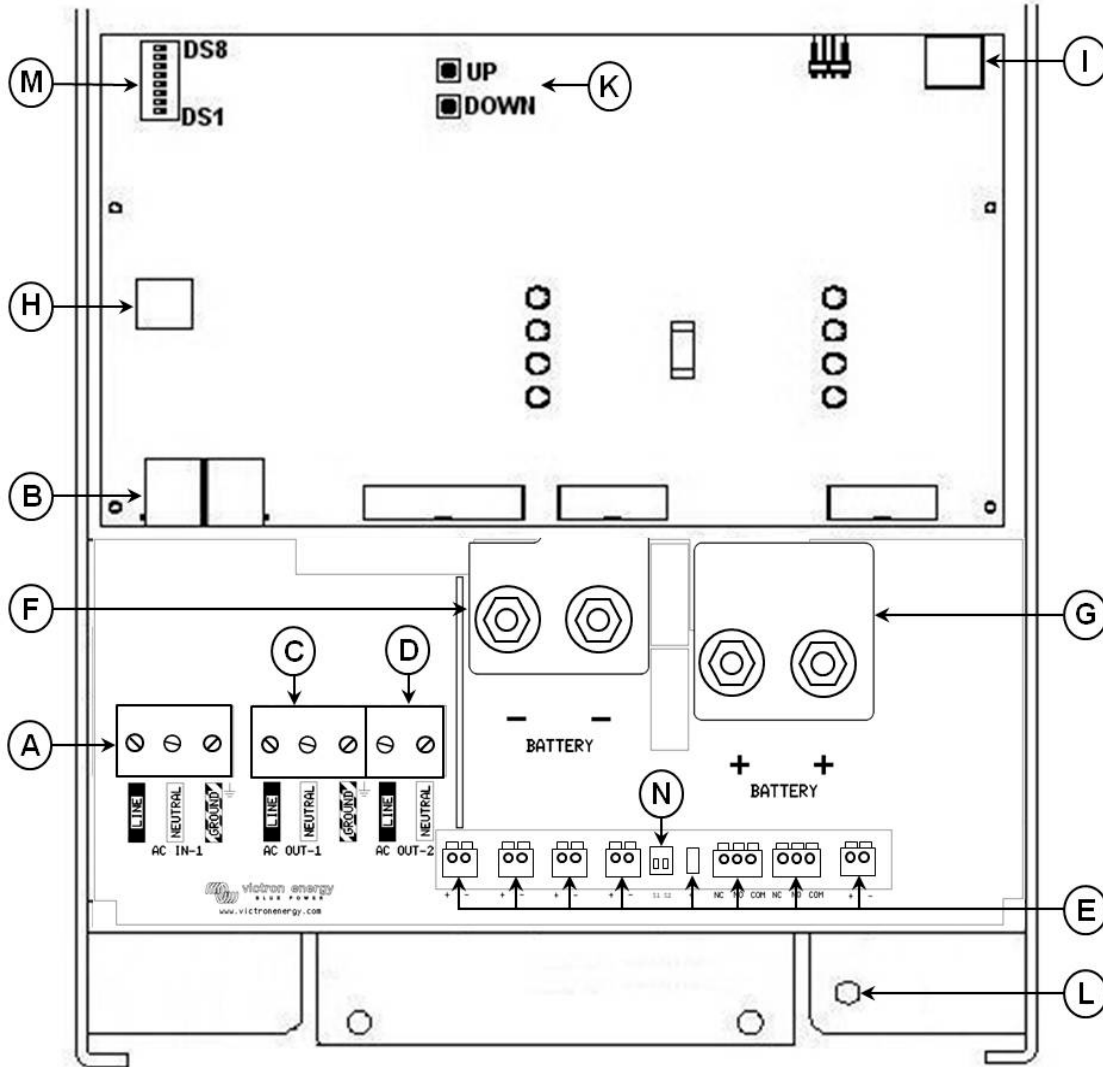 DS8
DS1
UP
DOWN
M
K
I
H
B
F
G
C
D
A
LINE
NEUTRAL
GROUND
AC IN-1
LINE
NEUTRAL
GROUND
AC OUT-1
LINE
NEUTRAL
AC OUT-2
− −
BATTERY
+ +
BATTERY
N
+ − + − + − + − NC NO COM NC NO COM + −
E
victron energy
BLUE POWER
www.victronenergy.com
L